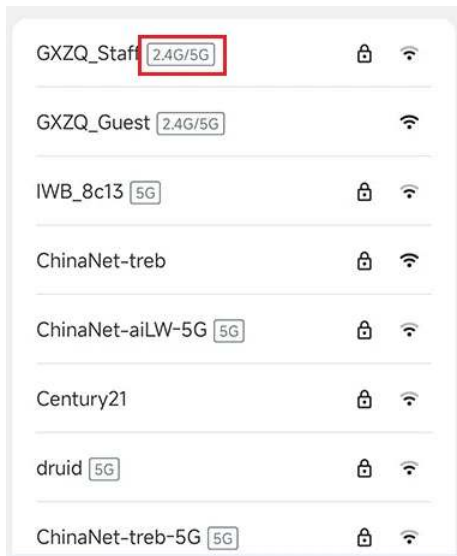 GXZQ_Staff 2.4G/5G
GXZQ_Guest 2.4G/5G
IWB_8c13 5G
ChinaNet-treb
ChinaNet-aiLW-5G 5G
Century21
druid 5G
ChinaNet-treb-5G 5G